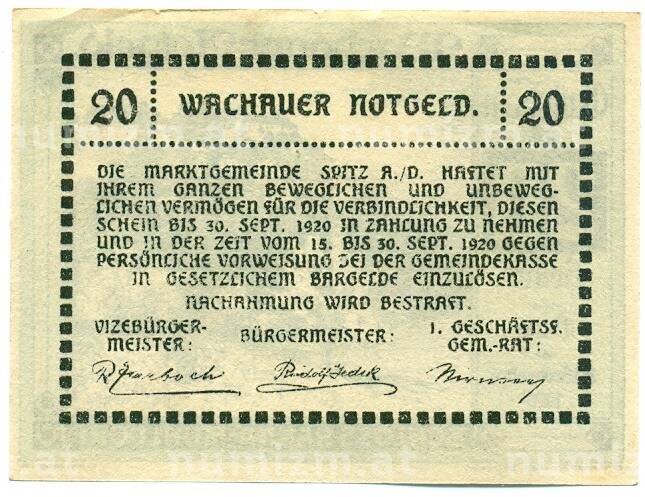 20 WACHAUER NOTGELD. 20
DIE MARKTGEMEINDE SPITZ A./D. HAFTET MIT
IHREM GANZEN BEWEGLICHEN UND UNBEWEG-
LICHEN VERMÖGEN FÜR DIE VERBINDLICHKEIT, DIESEN
SCHEIN BIS 30. SEPT. 1920 IN ZAHLUNG ZU NEHMEN
UND IN DER ZEIT VOM 15. BIS 30. SEPT. 1920 GEGEN
PERSÖNLICHE VORWEISUNG BEI DER GEMEINDEKASSE
IN GESETZLICHEM BARGELDE EINZULÖSEN.
NACHAHMUNG WIRD BESTRAFT.
VIZEBÜRGER-
MEISTER:
BÜRGERMEISTER:
1. GESCHÄFTSF.
GEM.-RAT:
Rudolf
numizm at